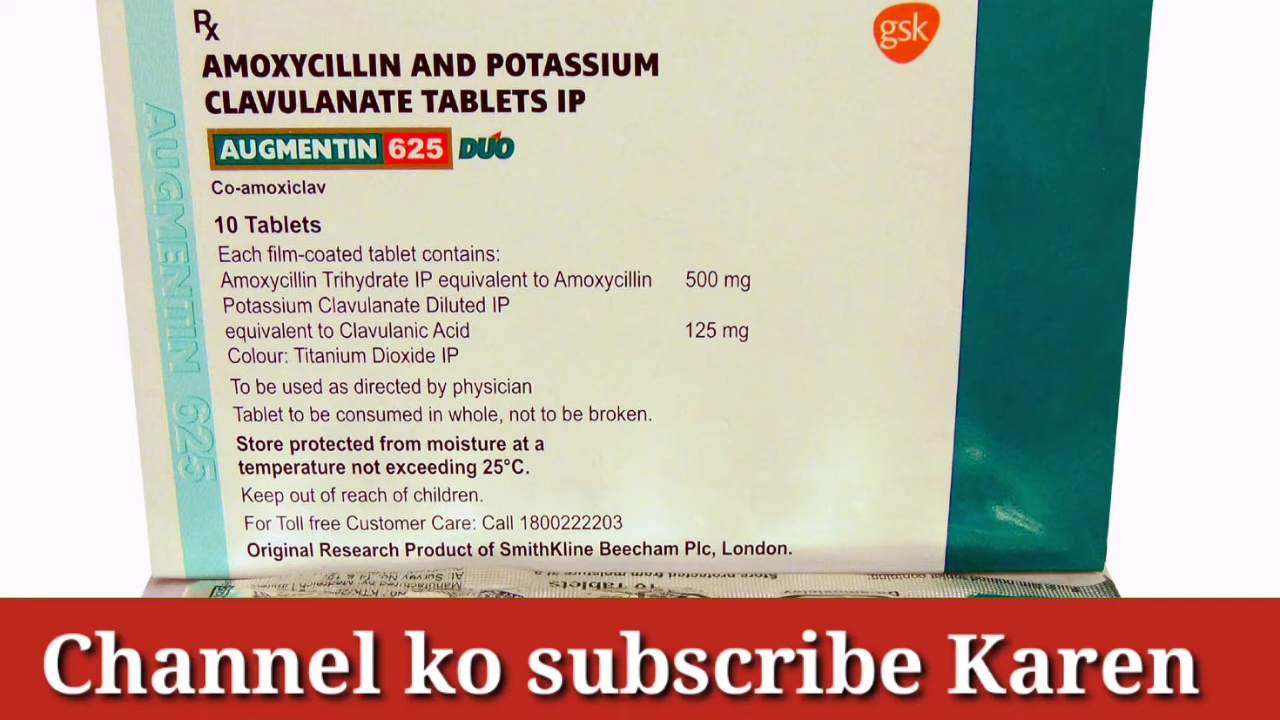 Rx
gsk
AMOXYCILLIN AND POTASSIUM
CLAVULANATE TABLETS IP
AUGMENTIN 625 DUO
Co-amoxiclav
10 Tablets
Each film-coated tablet contains:
Amoxycillin Trihydrate IP equivalent to Amoxycillin 500 mg
Potassium Clavulanate Diluted IP
equivalent to Clavulanic Acid 125 mg
Colour: Titanium Dioxide IP
To be used as directed by physician
Tablet to be consumed in whole, not to be broken.
Store protected from moisture at a
temperature not exceeding 25°C.
Keep out of reach of children.
For Toll free Customer Care: Call 1800222203
Original Research Product of SmithKline Beecham Plc, London.
AUGMENTIN 625
10 Tablets
Channel ko subscribe Karen